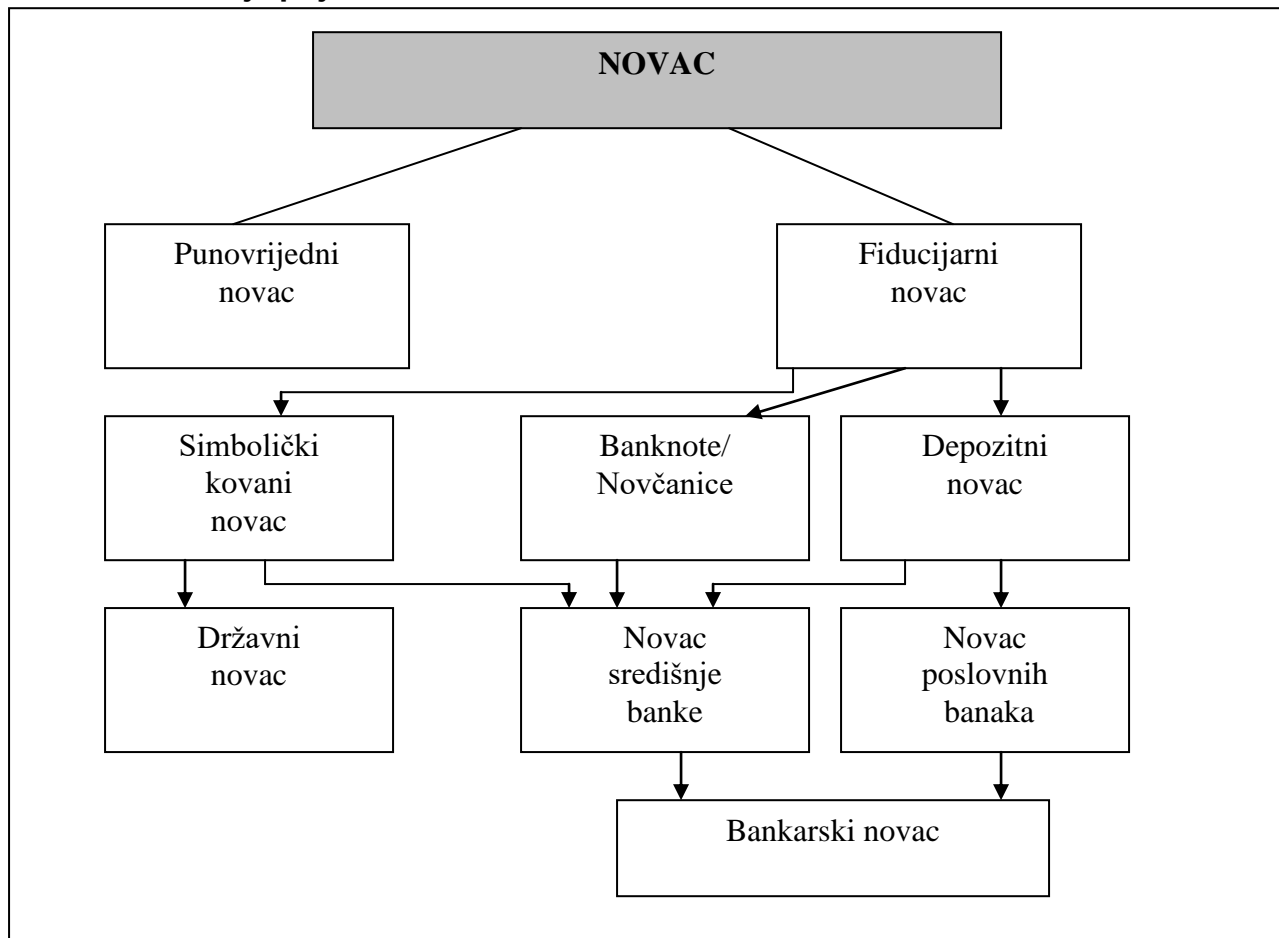 NOVAC
Punovrijedni
novac
Fiducijarni
novac
Simbolički
kovani
novac
Banknote/
Novčanice
Depozitni
novac
Državni
novac
Novac
središnje
banke
Novac
poslovnih
banaka
Bankarski novac